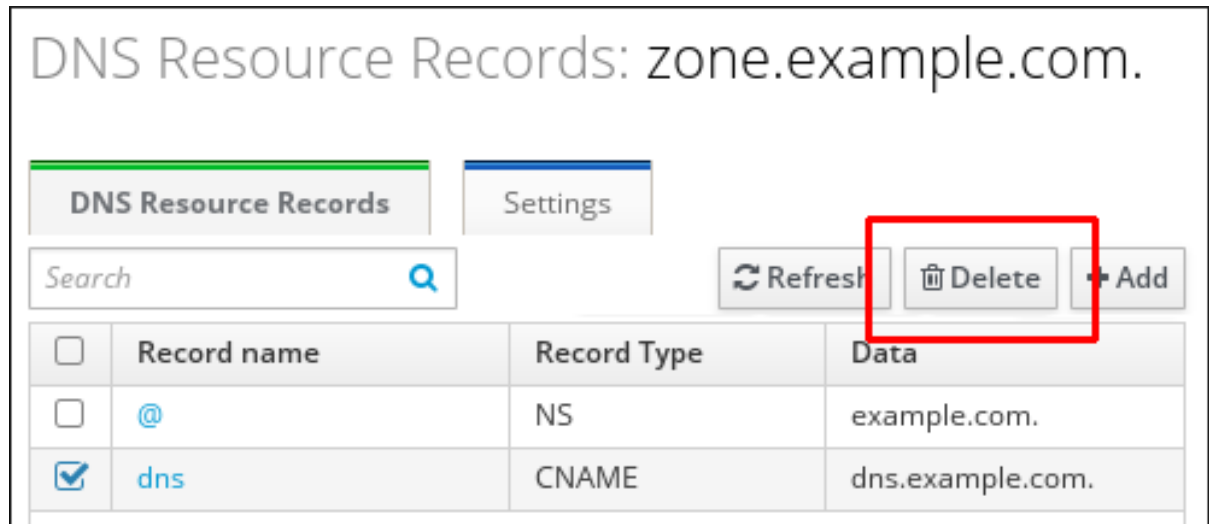 DNS Resource Records: zone.example.com.
DNS Resource Records Settings
Search Refresh Delete Add
Record name Record Type Data
@ NS example.com.
dns CNAME dns.example.com.